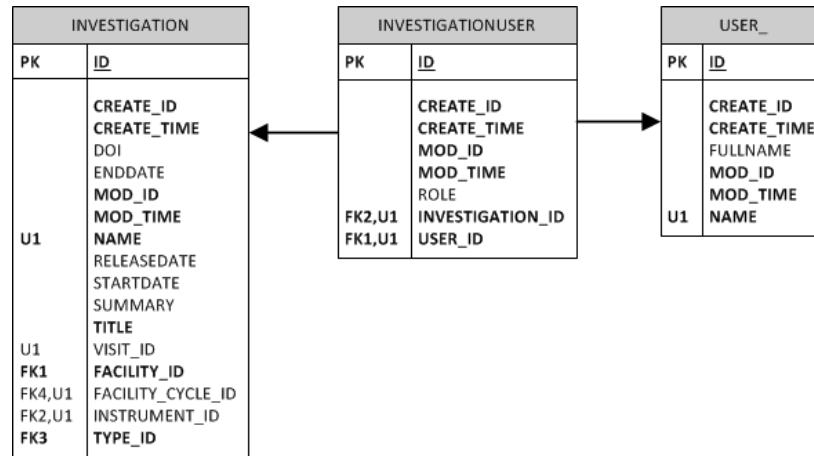 INVESTIGATION
PK ID
CREATE_ID
CREATE_TIME
DOI
ENDDATE
MOD_ID
MOD_TIME
U1 NAME
RELEASEDATE
STARTDATE
SUMMARY
TITLE
U1 VISIT_ID
FK1 FACILITY_ID
FK4,U1 FACILITY_CYCLE_ID
FK2,U1 INSTRUMENT_ID
FK3 TYPE_ID
INVESTIGATIONUSER
PK ID
CREATE_ID
CREATE_TIME
MOD_ID
MOD_TIME
ROLE
FK2,U1 INVESTIGATION_ID
FK1,U1 USER_ID
USER_
PK ID
CREATE_ID
CREATE_TIME
FULLNAME
MOD_ID
MOD_TIME
U1 NAME